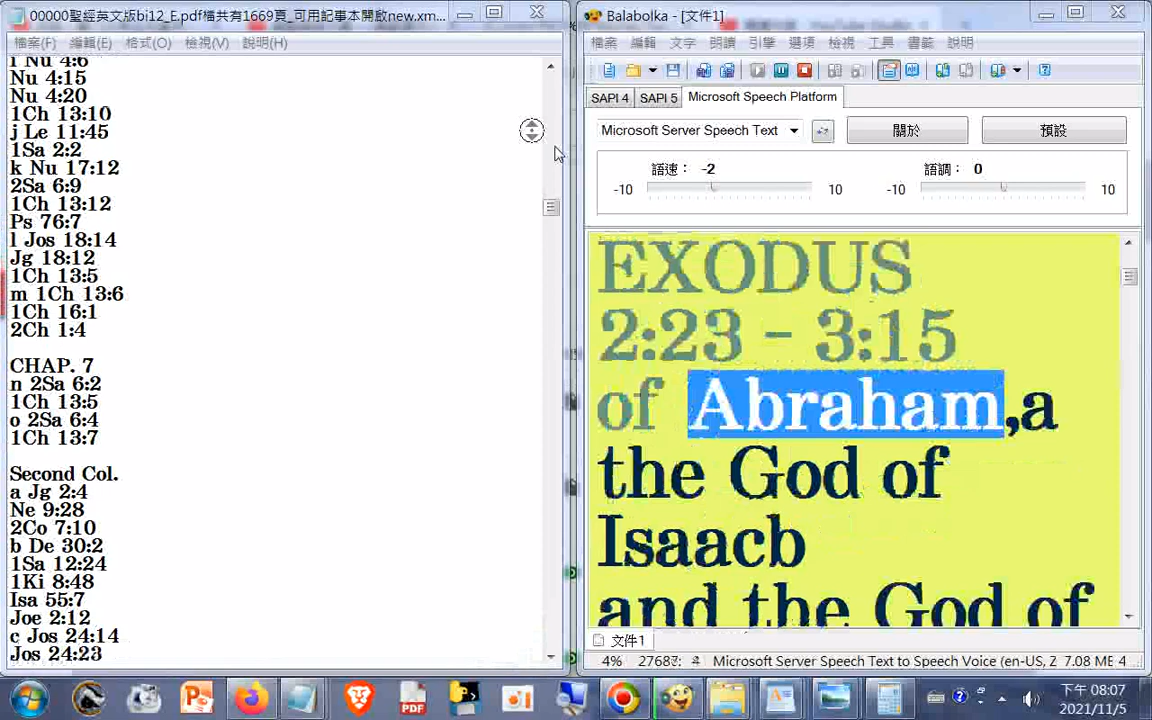 00000聖經英文版bi12_E.pdf檔共有1669頁_可用記事本開啟new.xm...
檔案(F) 編輯(E) 格式(O) 檢視(V) 說明(H)
i Nu 4:6
Nu 4:15
Nu 4:20
1Ch 13:10
j Le 11:45
1Sa 2:2
k Nu 17:12
2Sa 6:9
1Ch 13:12
Ps 76:7
l Jos 18:14
Jg 18:12
1Ch 13:5
m 1Ch 13:6
1Ch 16:1
2Ch 1:4
CHAP. 7
n 2Sa 6:2
1Ch 13:5
o 2Sa 6:4
1Ch 13:7
Second Col.
a Jg 2:4
Ne 9:28
2Co 7:10
b De 30:2
1Sa 12:24
1Ki 8:48
Isa 55:7
Joe 2:12
c Jos 24:14
Jos 24:23
Balabolka - [文件1]
檔案 編輯 文字 朗讀 引擎 選項 檢視 工具 書籤 說明
SAPI 4 SAPI 5 Microsoft Speech Platform
Microsoft Server Speech Text 關於 預設
語速： -2 語調： 0
-10 10 -10 10
EXODUS
2:23 - 3:15
of Abraham,a
the God of
Isaacb
and the God of
文件1
4% Microsoft Server Speech Text to Speech Voice (en-US, Z 7.08 ME 4
PDF
下午 08:07
2021/11/5